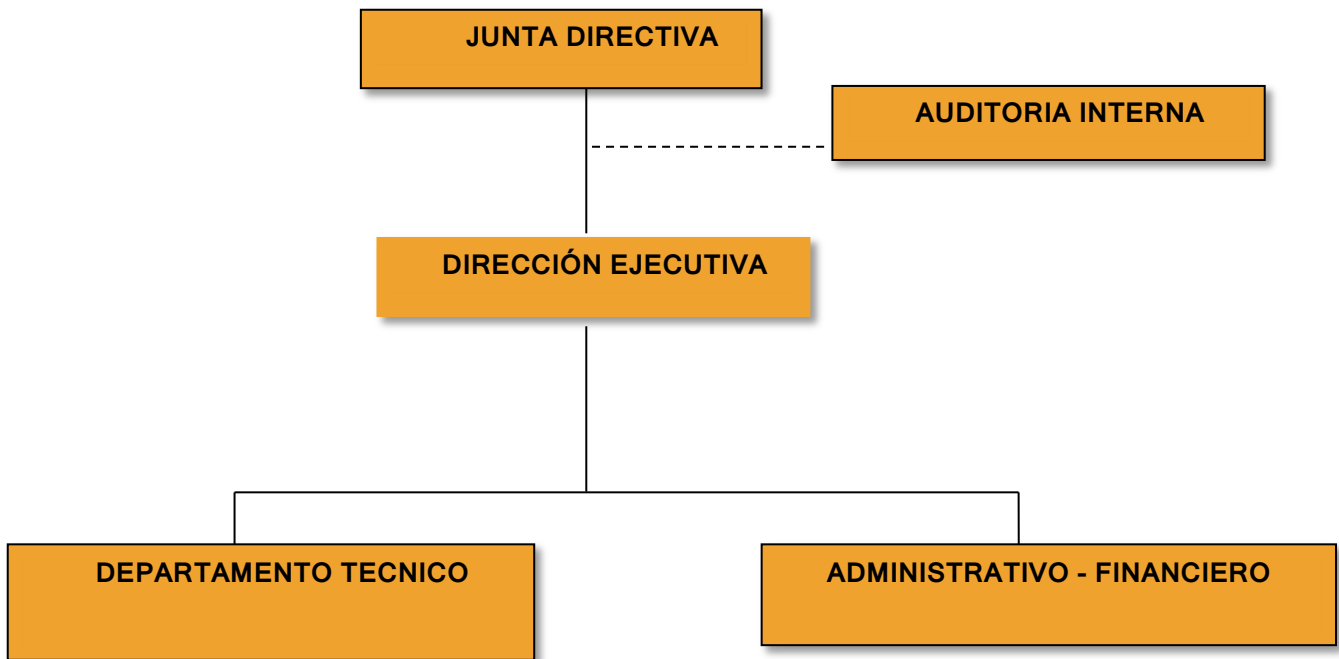 JUNTA DIRECTIVA
AUDITORIA INTERNA
DIRECCIÓN EJECUTIVA
DEPARTAMENTO TECNICO
ADMINISTRATIVO - FINANCIERO